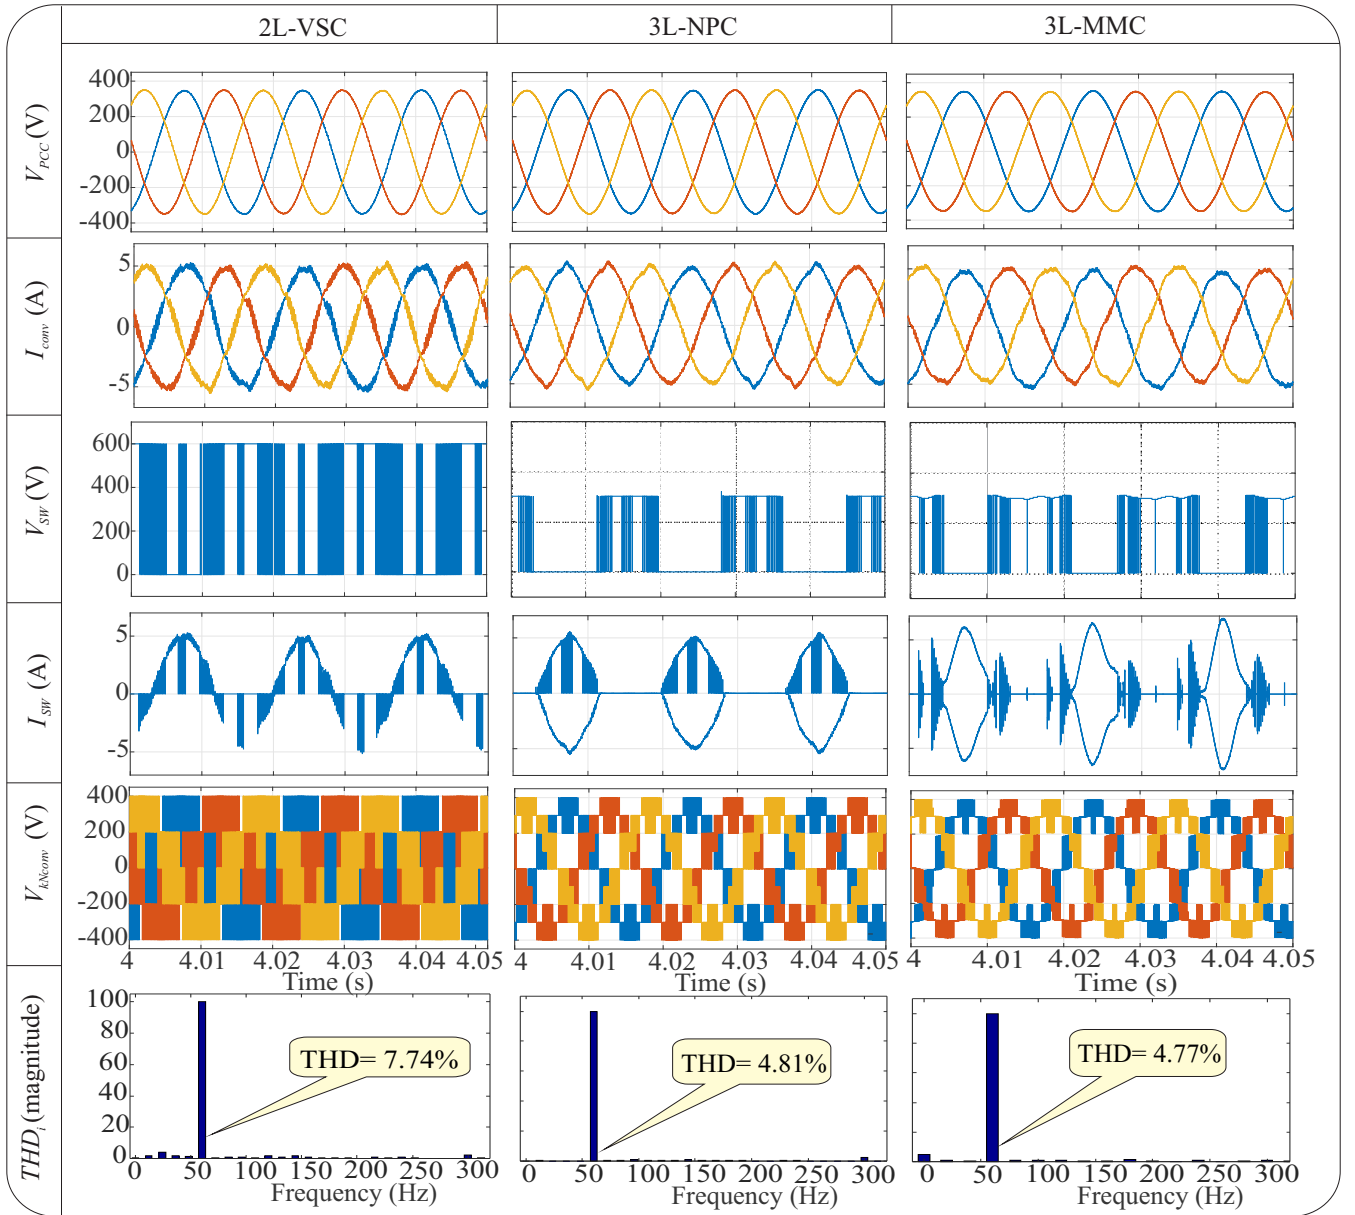 2L-VSC 3L-NPC 3L-MMC
V_PCC (V)
400
200
0
-200
-400
I_conv (A)
5
0
-5
V_SW (V)
600
400
200
0
I_SW (A)
5
0
-5
V_kNconv (V)
400
200
0
-200
-400
4 4.01 4.02 4.03 4.04 4.05
Time (s)
4.01 4.02 4.03 4.04 4.05
Time (s)
4 4.01 4.02 4.03 4.04 4.05
Time (s)
THD_i (magnitude)
100
80
60
40
20
0
THD= 7.74%
0 50 100 150 200 250 300
Frequency (Hz)
THD= 4.81%
0 50 100 150 200 250 300
Frequency (Hz)
THD= 4.77%
0 50 100 150 200 250 300
Frequency (Hz)